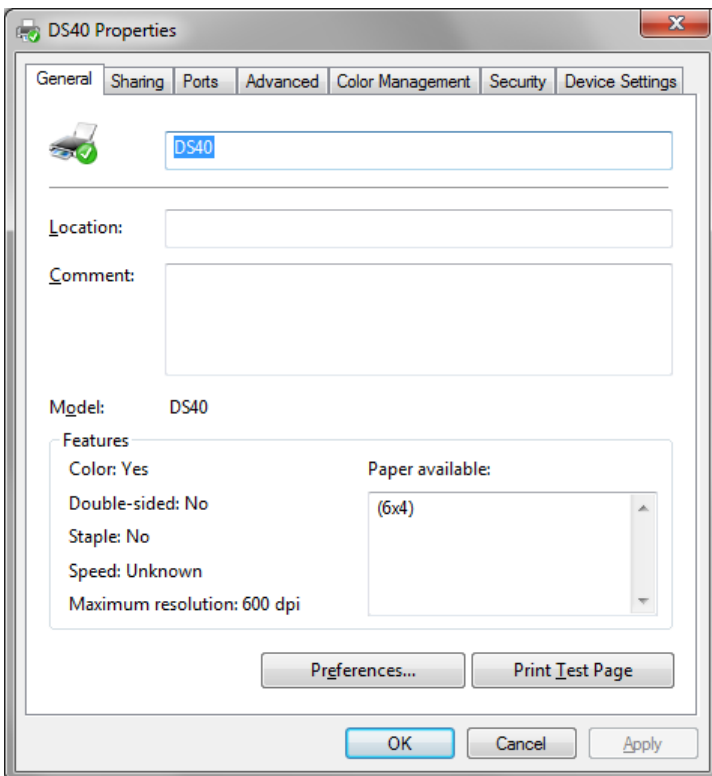 DS40 Properties
General Sharing Ports Advanced Color Management Security Device Settings
DS40
Location:
Comment:
Model: DS40
Features
Color: Yes
Double-sided: No
Staple: No
Speed: Unknown
Maximum resolution: 600 dpi
Paper available:
(6x4)
Preferences... Print Test Page
OK Cancel Apply